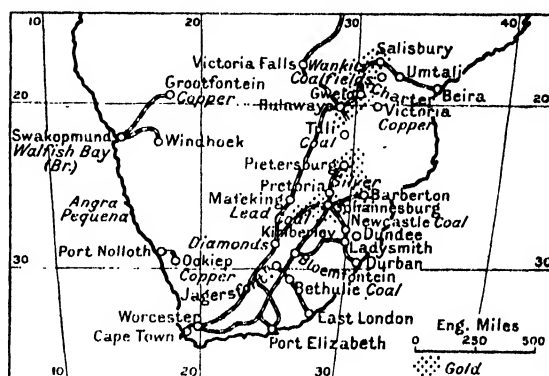 10 20 30 40
Salisbury
Victoria Falls Wankie
Coalfields Umtali
Grootfontein Gwelo Charter
Copper Beira
20 Bulawayo Victoria 20
Copper
Swakopmund Tuli
Walfish Bay Windhoek Coal
(Br.)
Pietersburg
Angra Pretoria Silver
Pequena Mafeking Barberton
Lead Coal Johannesburg
Kimberley Newcastle Coal
Diamonds Dundee
Port Nolloth Ladysmith
Ookiep Bloemfontein Durban
30 Copper 30
Jagersfont. Bethulie Coal
Worcester East London
Cape Town Port Elizabeth
Eng. Miles
0 250 500
Gold
10 20 30